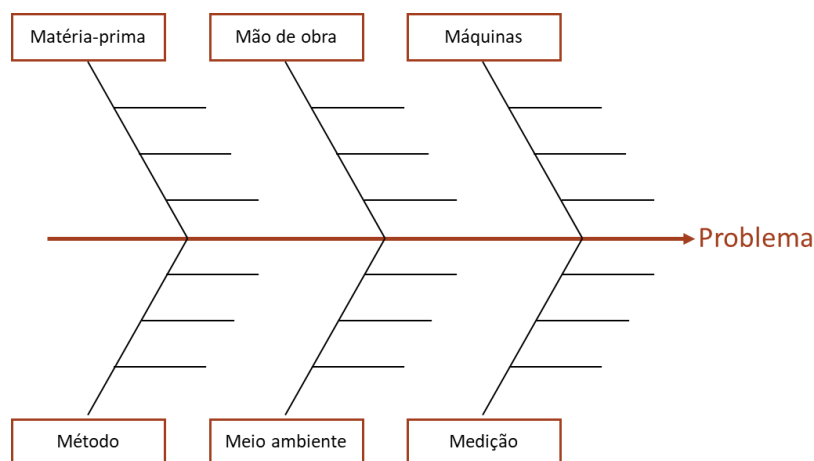 Matéria-prima
Mão de obra
Máquinas
Problema
Método
Meio ambiente
Medição